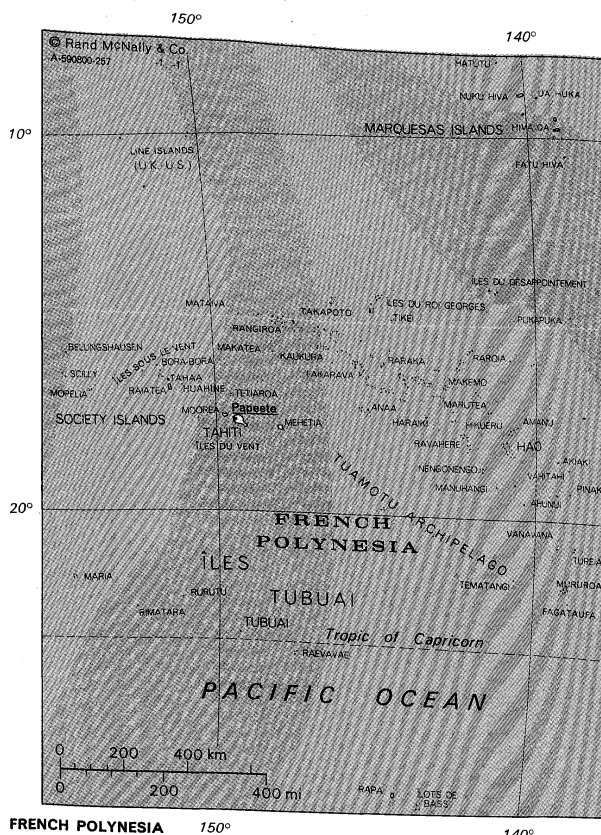 150°
140°
© Rand McNally & Co.
A-590800-257 -1 -1
HATUTU
NUKU HIVA
UA HUKA
10°
MARQUESAS ISLANDS
HIVA OA
LINE ISLANDS
(U.K.-U.S.)
FATU HIVA
ÎLES DU DÉSAPPOINTEMENT
MATAIVA
TAKAPOTO
ÎLES DU ROI GEORGES
TIKEI
PUKAPUKA
RANGIROA
BELLINGSHAUSEN
ÎLES SOUS LE VENT
MAKATEA
KAUKURA
RARAKA
RAROIA
BORA-BORA
SCILLY
TAHAA
FAKARAVA
MAKEMO
MOPELIA
RAIATEA
HUAHINE
TETIAROA
MARUTEA
ANAA
MOOREA
Papeete
SOCIETY ISLANDS
MEHETIA
HARAIKI
HIKUERU
AMANU
TAHITI
RAVAHERE
HAO
ÎLES DU VENT
NENGONENGO
AKIAKI
VAHITAHI
MANUHANGI
PINAK
AHUNUI
TUAMOTU ARCHIPELAGO
20°
FRENCH
POLYNESIA
VANAVANA
TUREIA
ÎLES
MARIA
TEMATANGI
MURUROA
RURUTU
TUBUAI
RIMATARA
FAGATAUFA
TUBUAI
Tropic of Capricorn
RAEVAVAE
PACIFIC OCEAN
0 200 400 km
0 200 400 mi
RAPA
ÎLOTS DE
BASS
FRENCH POLYNESIA
150°
140°